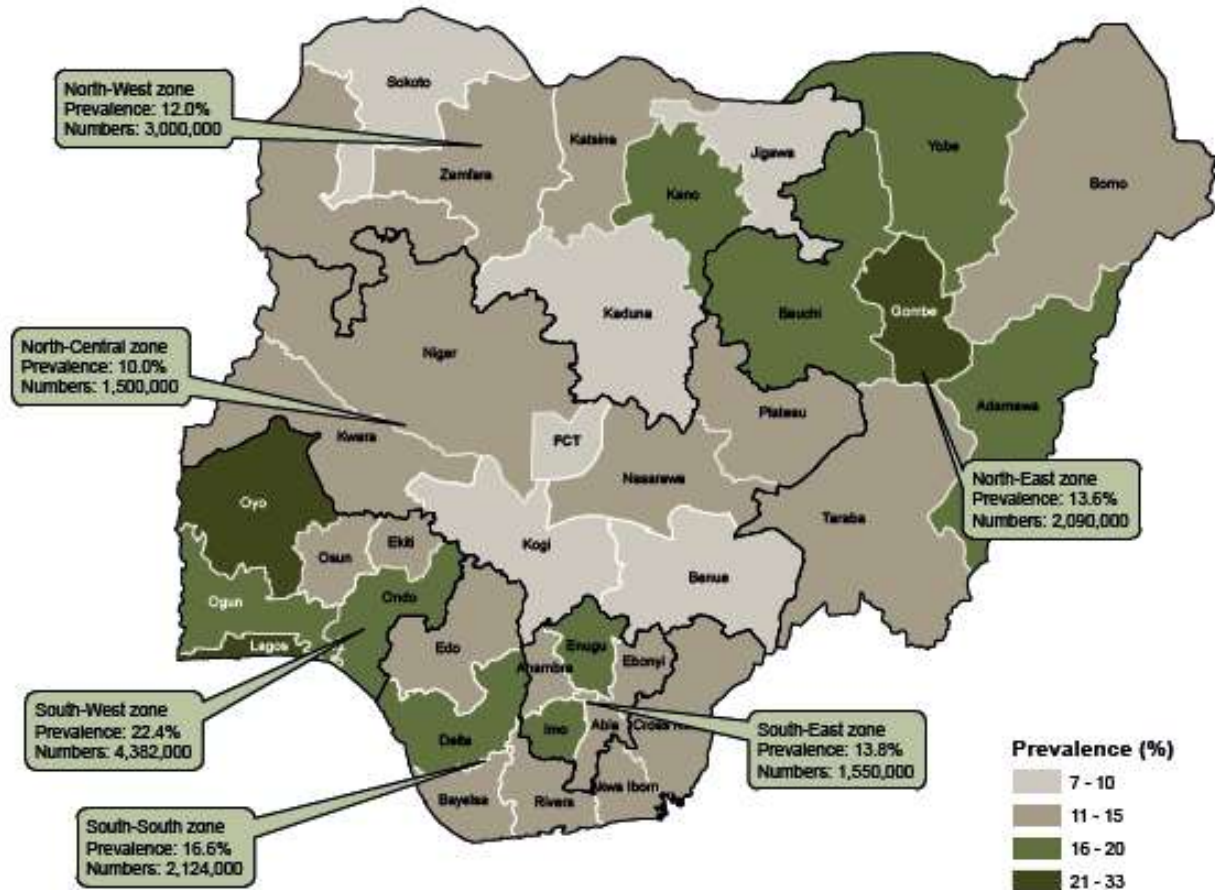 Sokoto
North-West zone
Prevalence: 12.0%
Numbers: 3,000,000
Katsina
Jigawa
Yobe
Borno
Zamfara
Kano
Kaduna
Bauchi
Gombe
North-Central zone
Prevalence: 10.0%
Numbers: 1,500,000
Niger
Adamawa
Plateau
Kwara
FCT
Nasarawa
North-East zone
Prevalence: 13.6%
Numbers: 2,090,000
Oyo
Taraba
Kogi
Osun
Ekiti
Benue
Ogun
Ondo
Lagos
Edo
Enugu
Anambra
Ebonyi
South-West zone
Prevalence: 22.4%
Numbers: 4,382,000
Delta
Imo
Abia
Cross
South-East zone
Prevalence: 13.8%
Numbers: 1,550,000
Bayelsa
Rivers
Akwa Ibom
South-South zone
Prevalence: 16.6%
Numbers: 2,124,000
Prevalence (%)
7 - 10
11 - 15
16 - 20
21 - 33